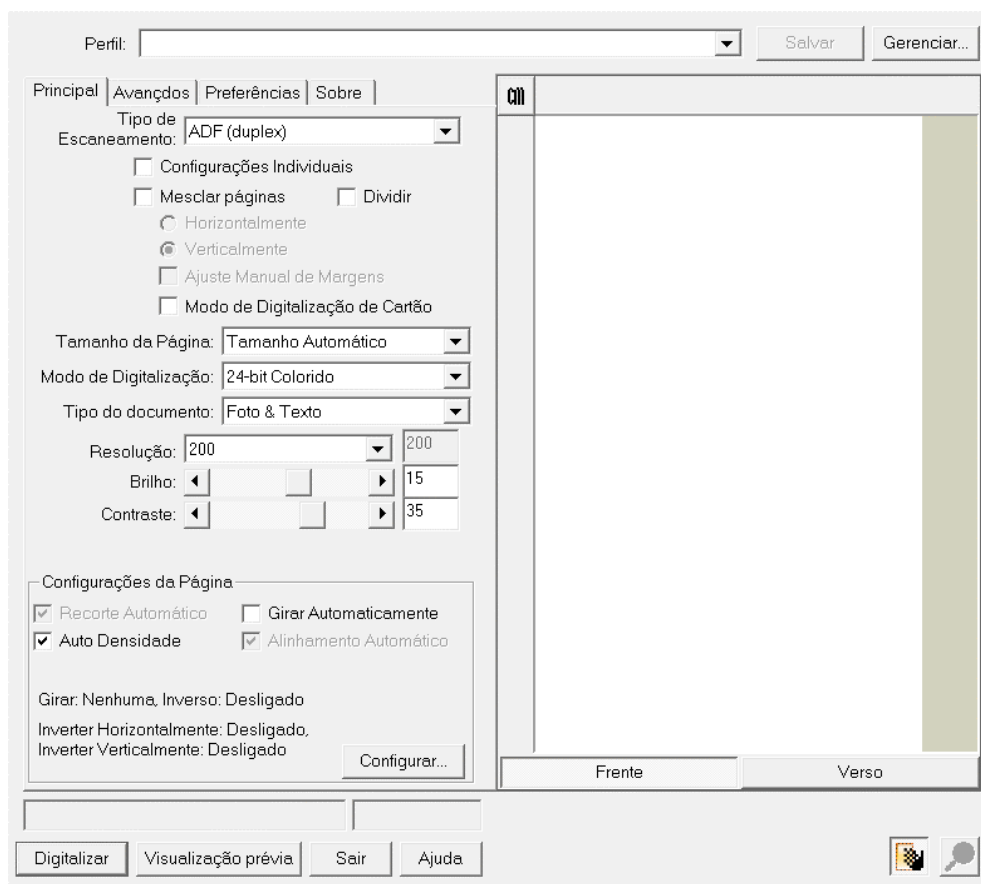 Perfil:
Salvar
Gerenciar...
Principal
Avançdos
Preferências
Sobre
Tipo de
Escaneamento:
ADF (duplex)
Configurações Individuais
Mesclar páginas
Dividir
Horizontalmente
Verticalmente
Ajuste Manual de Margens
Modo de Digitalização de Cartão
Tamanho da Página: Tamanho Automático
Modo de Digitalização: 24-bit Colorido
Tipo do documento: Foto & Texto
Resolução: 200 200
Brilho: 15
Contraste: 35
Configurações da Página
Recorte Automático
Girar Automaticamente
Auto Densidade
Alinhamento Automático
Girar: Nenhuma, Inverso: Desligado
Inverter Horizontalmente: Desligado,
Inverter Verticalmente: Desligado
Configurar...
cm
Frente
Verso
Digitalizar
Visualização prévia
Sair
Ajuda